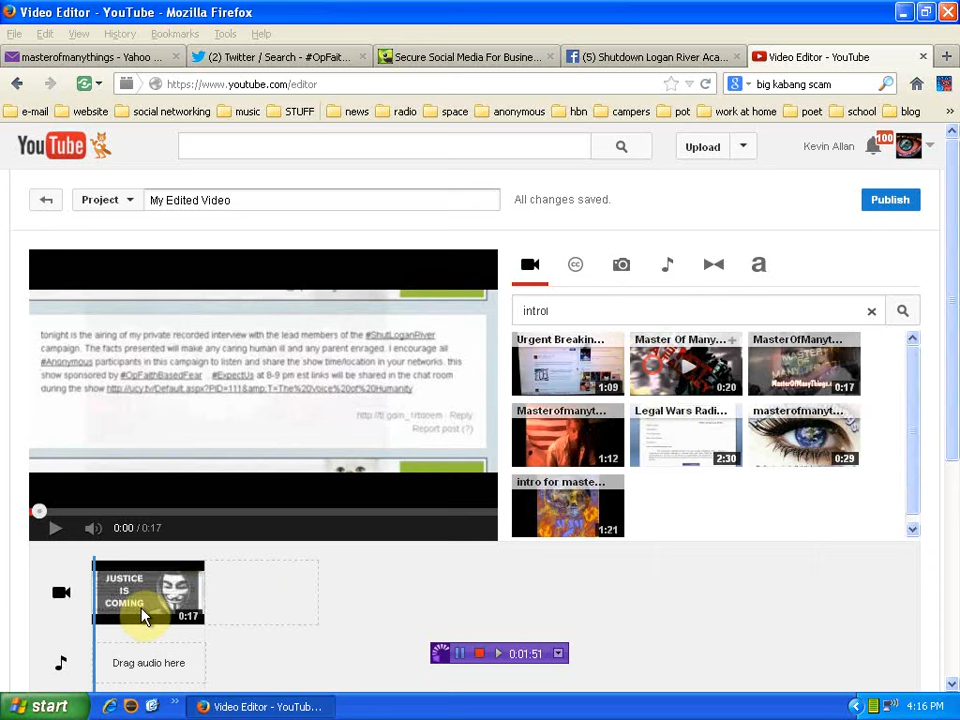 Video Editor - YouTube - Mozilla Firefox
File Edit View History Bookmarks Tools Help
masterofmanythings - Yahoo ... (2) Twitter / Search - #OpFait... Secure Social Media For Busine... (5) Shutdown Logan River Aca... Video Editor - YouTube
https://www.youtube.com/editor big kabang scam
e-mail website social networking music STUFF news radio space anonymous hbn campers pot work at home poet school blog
YouTube Upload Kevin Allan 100
Project My Edited Video All changes saved. Publish
introl
tonight is the airing of my private recorded interview with the lead members of the #ShutLoganRiver
campaign. The facts presented will make any caring human ill and any parent enraged. I encourage all
#Anonymous participants in this campaign to listen and share the show time/location in your networks. this
show sponsored by #OpFaithBasedFear #ExpectUs at 8-9 pm est links will be shared in the chat room
during the show
Reply
Report post (?)
Urgent Breakin... Master Of Many... MasterOfManyt...
1:09 0:20 MasterOfManyThings.com 0:17
Masterofmanyt... Legal Wars Radi... masterofmanyt...
1:12 2:30 0:29
intro for maste...
1:21
0:00 / 0:17
JUSTICE
IS
COMING
0:17
Drag audio here
0:01:51
start Video Editor - YouTub... 4:16 PM